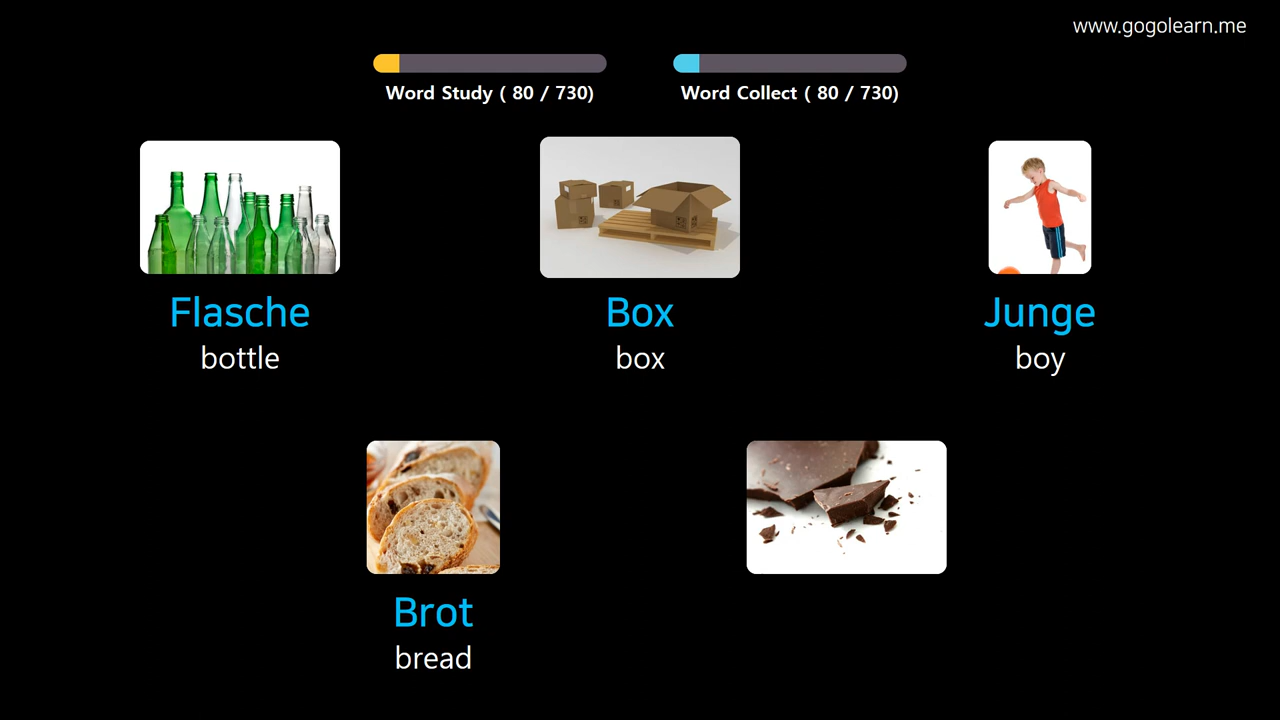 www.gogolearn.me
Word Study ( 80 / 730)
Word Collect ( 80 / 730)
Flasche
bottle
Box
box
Junge
boy
Brot
bread